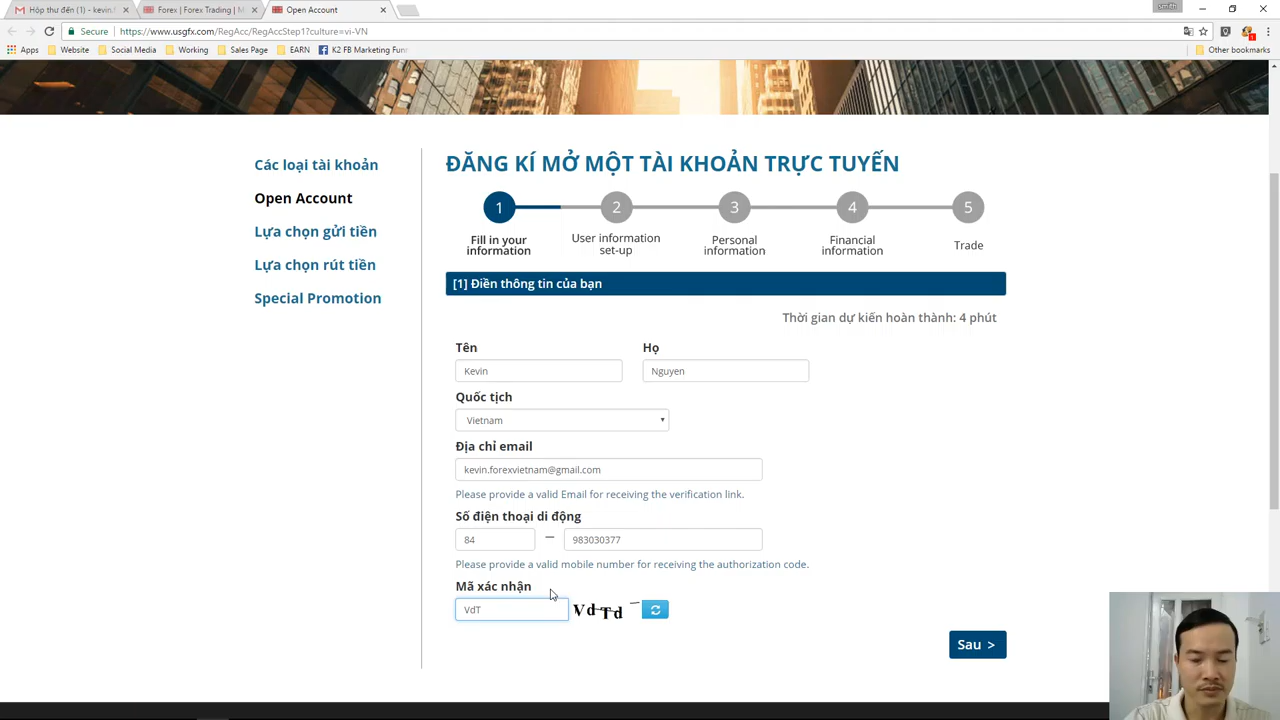 Hộp thư đến (1) - kevin.f
Forex | Forex Trading | M
Open Account
smith
Secure
https://www.usgfx.com/RegAcc/RegAccStep1?culture=vi-VN
Apps
Website
Social Media
Working
Sales Page
EARN
K2 FB Marketing Funn
Other bookmarks
Các loại tài khoản
Open Account
Lựa chọn gửi tiền
Lựa chọn rút tiền
Special Promotion
ĐĂNG KÍ MỞ MỘT TÀI KHOẢN TRỰC TUYẾN
1
2
3
4
5
Fill in your
information
User information
set-up
Personal
information
Financial
information
Trade
[1] Điền thông tin của bạn
Thời gian dự kiến hoàn thành: 4 phút
Tên
Họ
Kevin
Nguyen
Quốc tịch
Vietnam
Địa chỉ email
kevin.forexvietnam@gmail.com
Please provide a valid Email for receiving the verification link.
Số điện thoại di động
84
—
983030377
Please provide a valid mobile number for receiving the authorization code.
Mã xác nhận
VdT
VdTd
Sau >